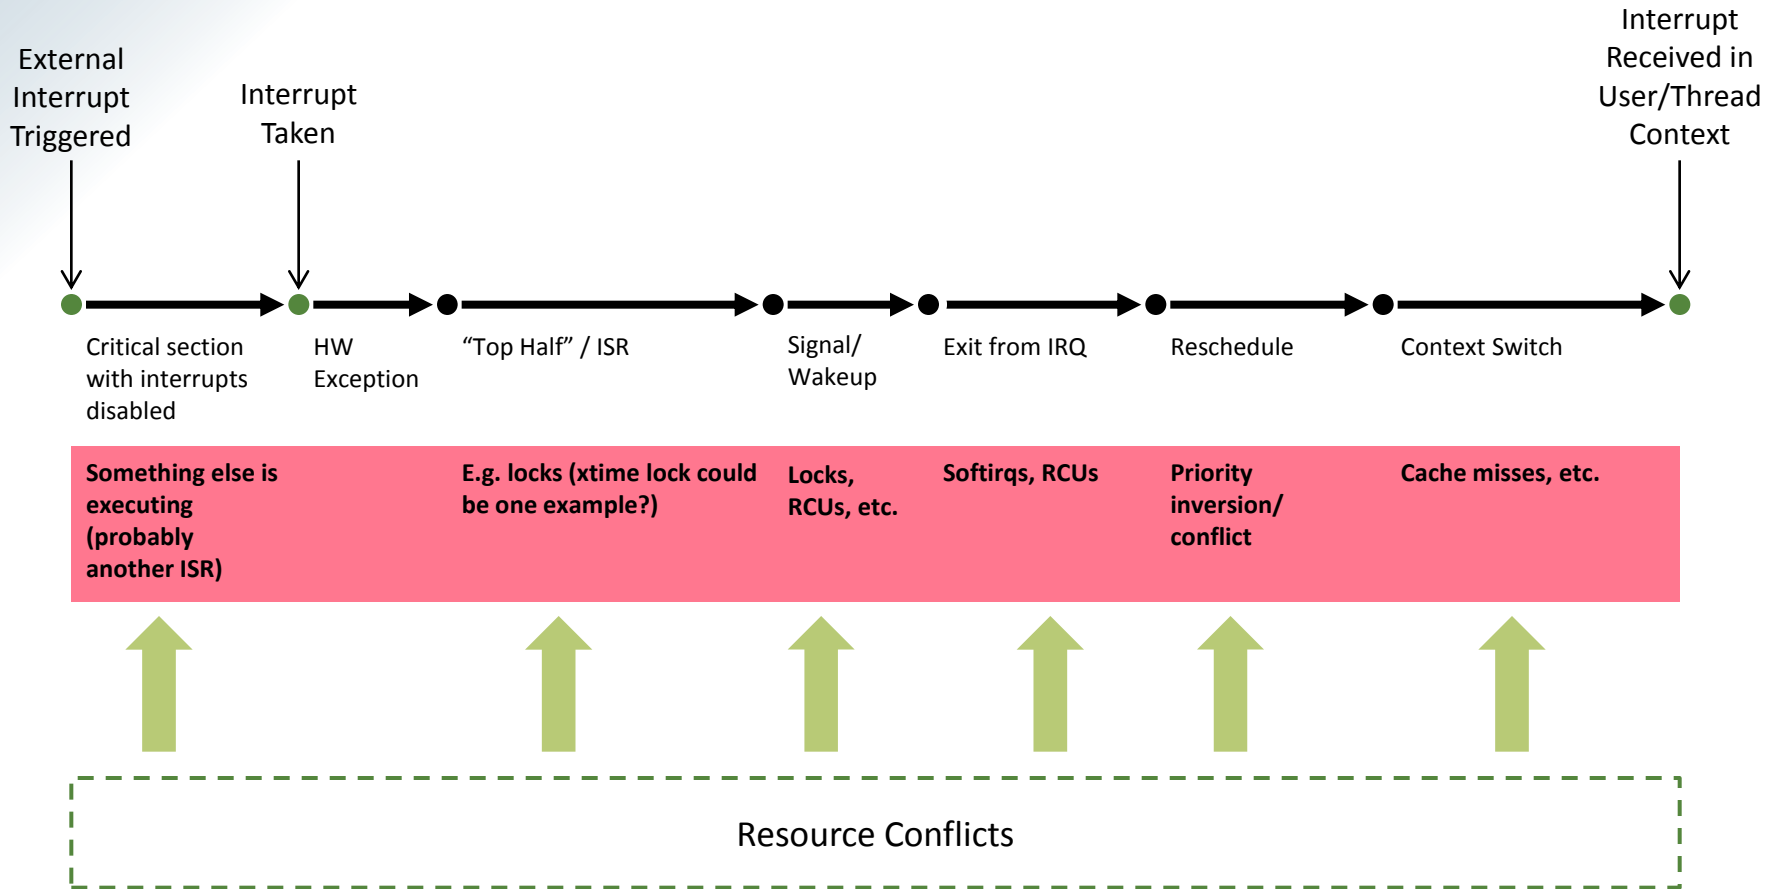 External
Interrupt
Triggered
Interrupt
Taken
Interrupt
Received in
User/Thread
Context
Critical section
with interrupts
disabled
HW
Exception
“Top Half” / ISR
Signal/
Wakeup
Exit from IRQ
Reschedule
Context Switch
Something else is
executing
(probably
another ISR)
E.g. locks (xtime lock could
be one example?)
Locks,
RCUs, etc.
Softirqs, RCUs
Priority
inversion/
conflict
Cache misses, etc.
Resource Conflicts